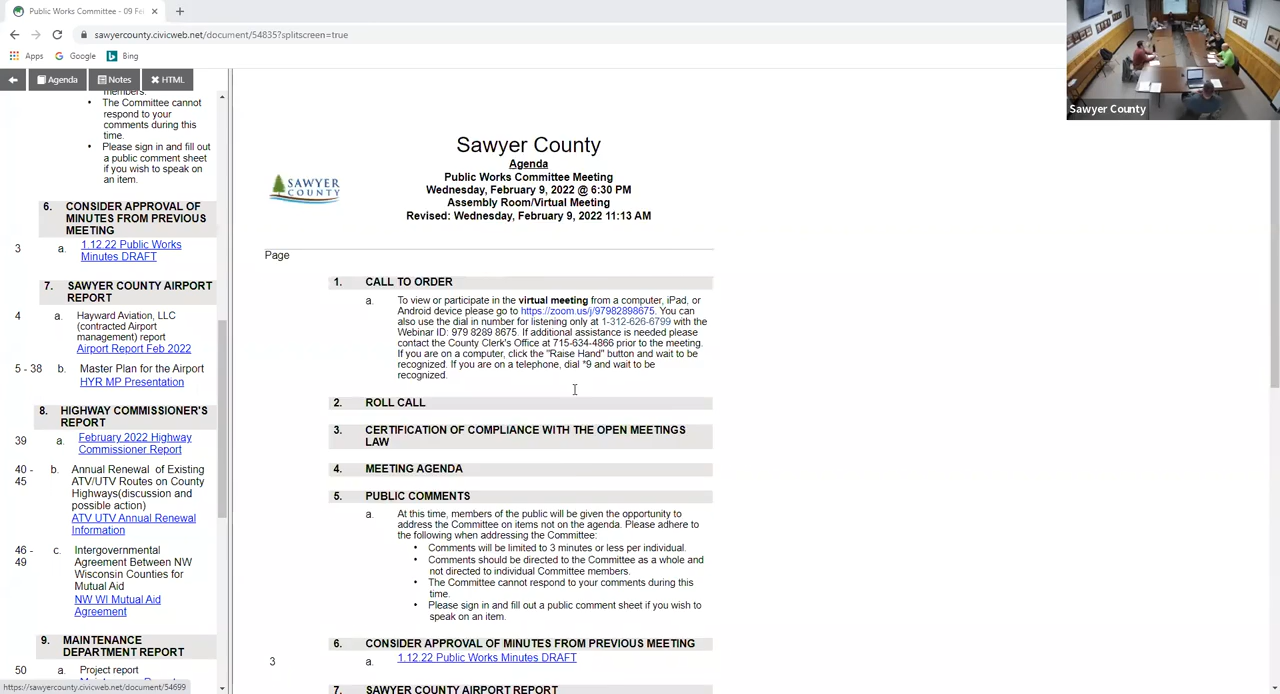 Public Works Committee - 09 Fe
sawyercounty.civicweb.net/document/54835?splitscreen=true
Apps Google Bing
Agenda Notes HTML
members.
• The Committee cannot
respond to your
comments during this
time.
• Please sign in and fill out
a public comment sheet
if you wish to speak on
an item.
6. CONSIDER APPROVAL OF
MINUTES FROM PREVIOUS
MEETING
3 a. 1.12.22 Public Works
Minutes DRAFT
7. SAWYER COUNTY AIRPORT
REPORT
4 a. Hayward Aviation, LLC
(contracted Airport
management) report
Airport Report Feb 2022
5 - 38 b. Master Plan for the Airport
HYR MP Presentation
8. HIGHWAY COMMISSIONER'S
REPORT
39 a. February 2022 Highway
Commissioner Report
40 - b. Annual Renewal of Existing
45 ATV/UTV Routes on County
Highways(discussion and
possible action)
ATV UTV Annual Renewal
Information
46 - c. Intergovernmental
49 Agreement Between NW
Wisconsin Counties for
Mutual Aid
NW WI Mutual Aid
Agreement
9. MAINTENANCE
DEPARTMENT REPORT
50 a. Project report
https://sawyercounty.civicweb.net/document/54699
SAWYER
COUNTY
Sawyer County
Agenda
Public Works Committee Meeting
Wednesday, February 9, 2022 @ 6:30 PM
Assembly Room/Virtual Meeting
Revised: Wednesday, February 9, 2022 11:13 AM
Page
1. CALL TO ORDER
a. To view or participate in the virtual meeting from a computer, iPad, or
Android device please go to https://zoom.us/j/97982898675. You can
also use the dial in number for listening only at 1-312-626-6799 with the
Webinar ID: 979 8289 8675. If additional assistance is needed please
contact the County Clerk's Office at 715-634-4866 prior to the meeting.
If you are on a computer, click the "Raise Hand" button and wait to be
recognized. If you are on a telephone, dial *9 and wait to be
recognized.
2. ROLL CALL
3. CERTIFICATION OF COMPLIANCE WITH THE OPEN MEETINGS
LAW
4. MEETING AGENDA
5. PUBLIC COMMENTS
a. At this time, members of the public will be given the opportunity to
address the Committee on items not on the agenda. Please adhere to
the following when addressing the Committee:
• Comments will be limited to 3 minutes or less per individual.
• Comments should be directed to the Committee as a whole and
not directed to individual Committee members.
• The Committee cannot respond to your comments during this
time.
• Please sign in and fill out a public comment sheet if you wish to
speak on an item.
6. CONSIDER APPROVAL OF MINUTES FROM PREVIOUS MEETING
3 a. 1.12.22 Public Works Minutes DRAFT
7. SAWYER COUNTY AIRPORT REPORT
Sawyer County